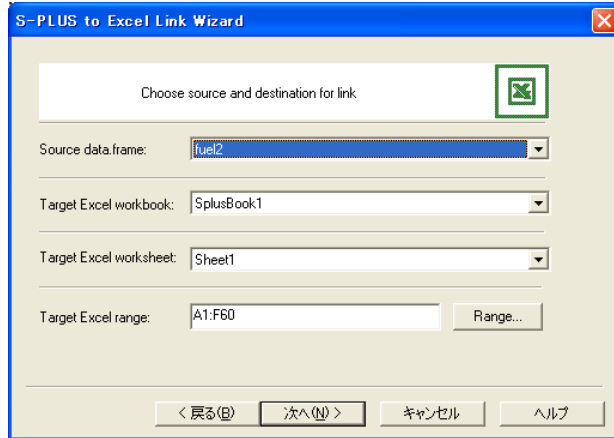 S-PLUS to Excel Link Wizard
Choose source and destination for link
Source data.frame: fuel2
Target Excel workbook: SplusBook1
Target Excel worksheet: Sheet1
Target Excel range: A1:F60 Range...
< 戻る(B) 次へ(N) > キャンセル ヘルプ